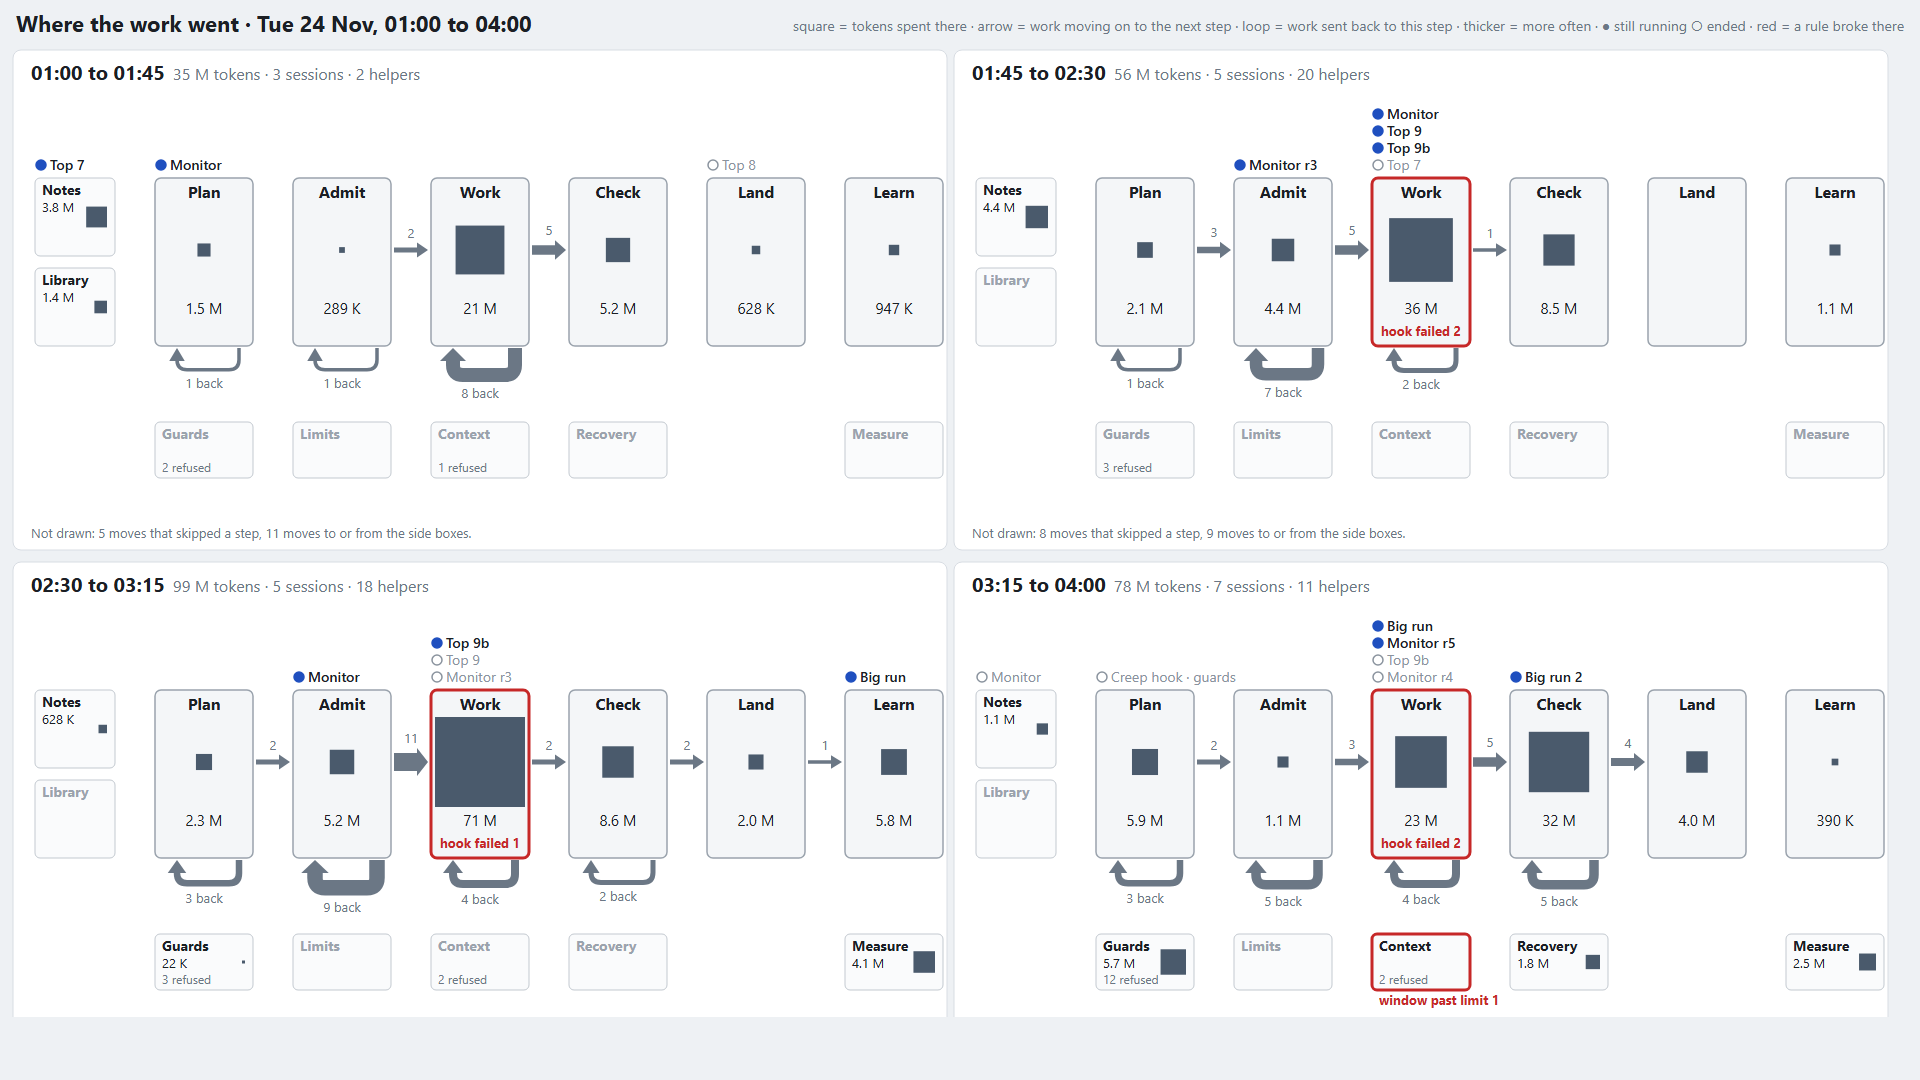 Where the work went · Tue 24 Nov, 01:00 to 04:00
square = tokens spent there · arrow = work moving on to the next step · loop = work sent back to this step · thicker = more often · ● still running ○ ended · red = a rule broke there
01:00 to 01:45 35 M tokens · 3 sessions · 2 helpers
Top 7
Monitor
Top 8
Notes
3.8 M
Library
1.4 M
Plan
1.5 M
1 back
Admit
289 K
1 back
2
Work
21 M
8 back
5
Check
5.2 M
Land
628 K
Learn
947 K
Guards
2 refused
Limits
Context
1 refused
Recovery
Measure
Not drawn: 5 moves that skipped a step, 11 moves to or from the side boxes.
01:45 to 02:30 56 M tokens · 5 sessions · 20 helpers
Monitor r3
Monitor
Top 9
Top 9b
Top 7
Notes
4.4 M
Library
Plan
2.1 M
1 back
3
Admit
4.4 M
7 back
5
Work
36 M
hook failed 2
2 back
1
Check
8.5 M
Land
Learn
1.1 M
Guards
3 refused
Limits
Context
Recovery
Measure
Not drawn: 8 moves that skipped a step, 9 moves to or from the side boxes.
02:30 to 03:15 99 M tokens · 5 sessions · 18 helpers
Monitor
Top 9b
Top 9
Monitor r3
Big run
Notes
628 K
Library
Plan
2.3 M
3 back
2
Admit
5.2 M
9 back
11
Work
71 M
hook failed 1
4 back
2
Check
8.6 M
2 back
2
Land
2.0 M
1
Learn
5.8 M
Guards
22 K
3 refused
Limits
Context
2 refused
Recovery
Measure
4.1 M
03:15 to 04:00 78 M tokens · 7 sessions · 11 helpers
Monitor
Creep hook · guards
Big run
Monitor r5
Top 9b
Monitor r4
Big run 2
Notes
1.1 M
Library
Plan
5.9 M
3 back
2
Admit
1.1 M
5 back
3
Work
23 M
hook failed 2
4 back
5
Check
32 M
5 back
4
Land
4.0 M
Learn
390 K
Guards
5.7 M
12 refused
Limits
Context
2 refused
window past limit 1
Recovery
1.8 M
Measure
2.5 M